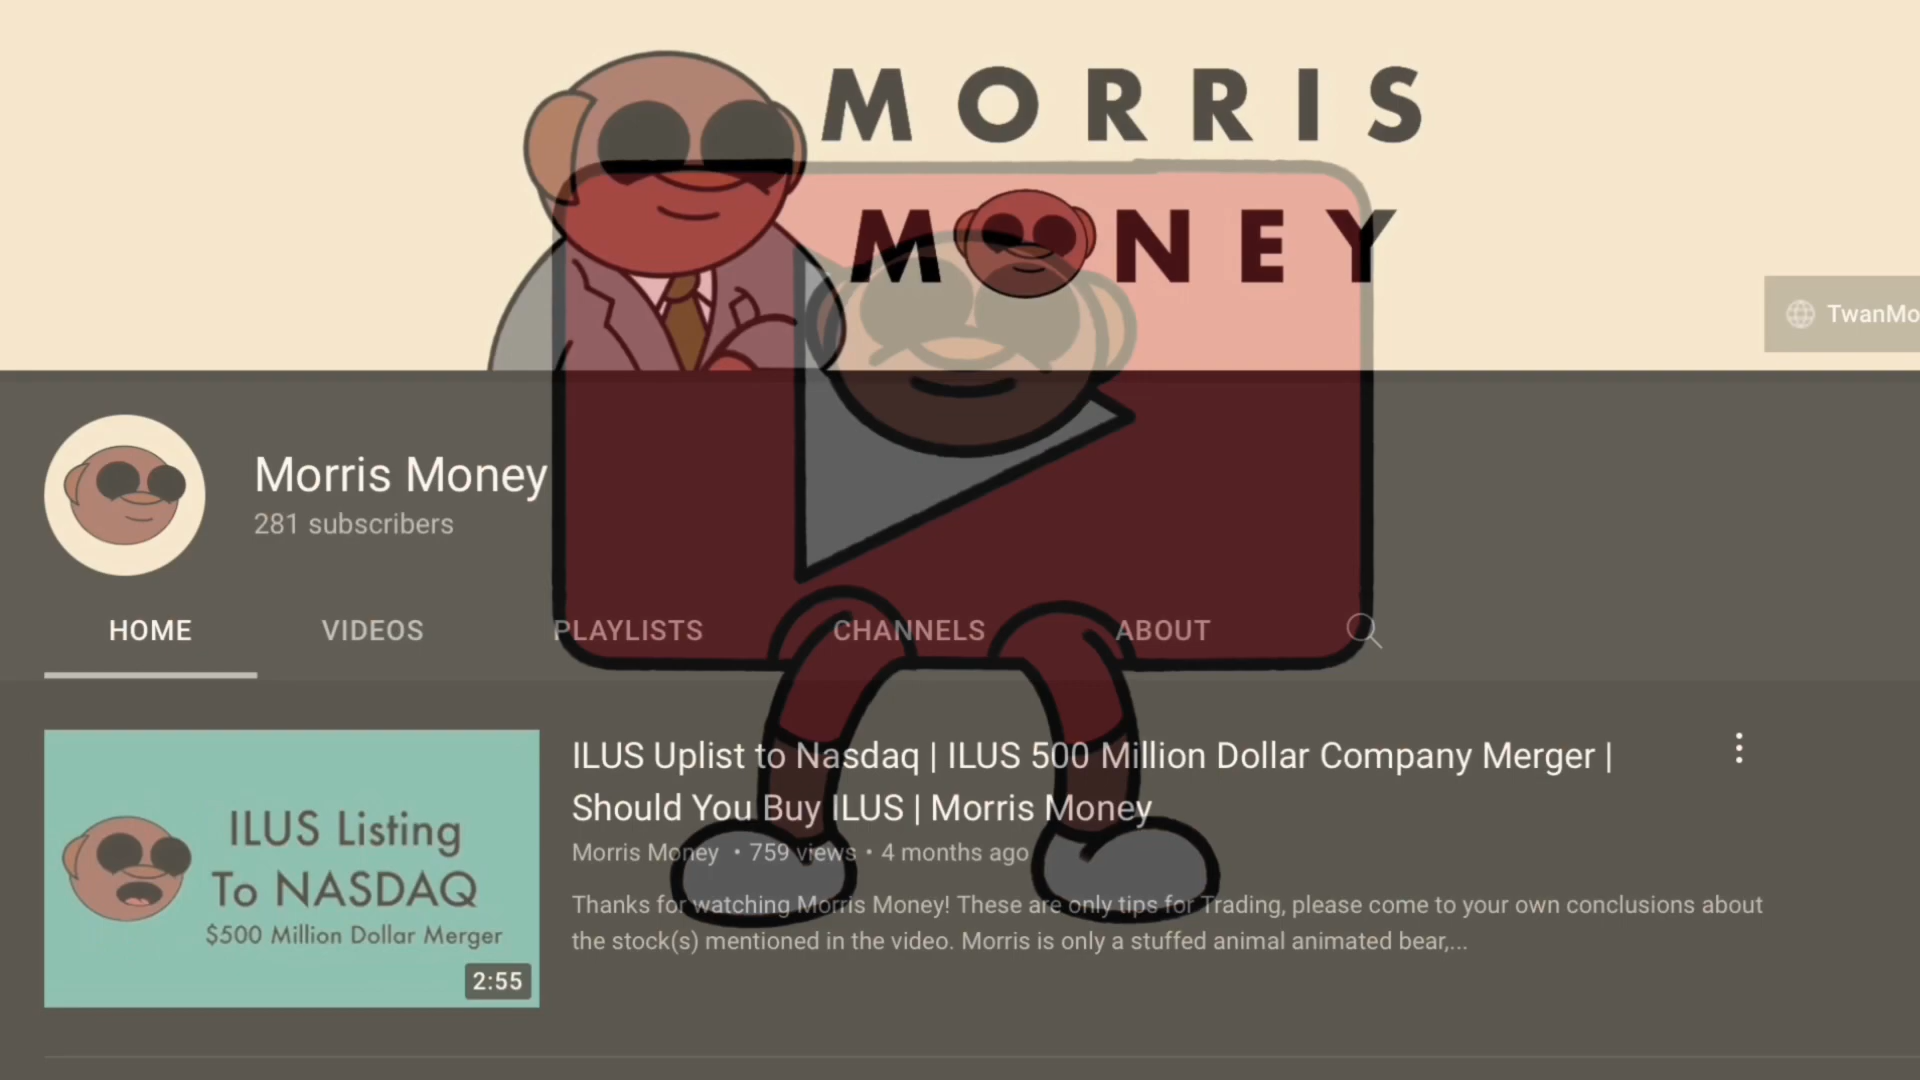 MORRIS
MONEY
TwanMo
Morris Money
281 subscribers
HOME VIDEOS PLAYLISTS CHANNELS ABOUT
ILUS Listing
To NASDAQ
$500 Million Dollar Merger
2:55
ILUS Uplist to Nasdaq | ILUS 500 Million Dollar Company Merger |
Should You Buy ILUS | Morris Money
Morris Money • 759 views • 4 months ago
Thanks for watching Morris Money! These are only tips for Trading, please come to your own conclusions about
the stock(s) mentioned in the video. Morris is only a stuffed animal animated bear,...